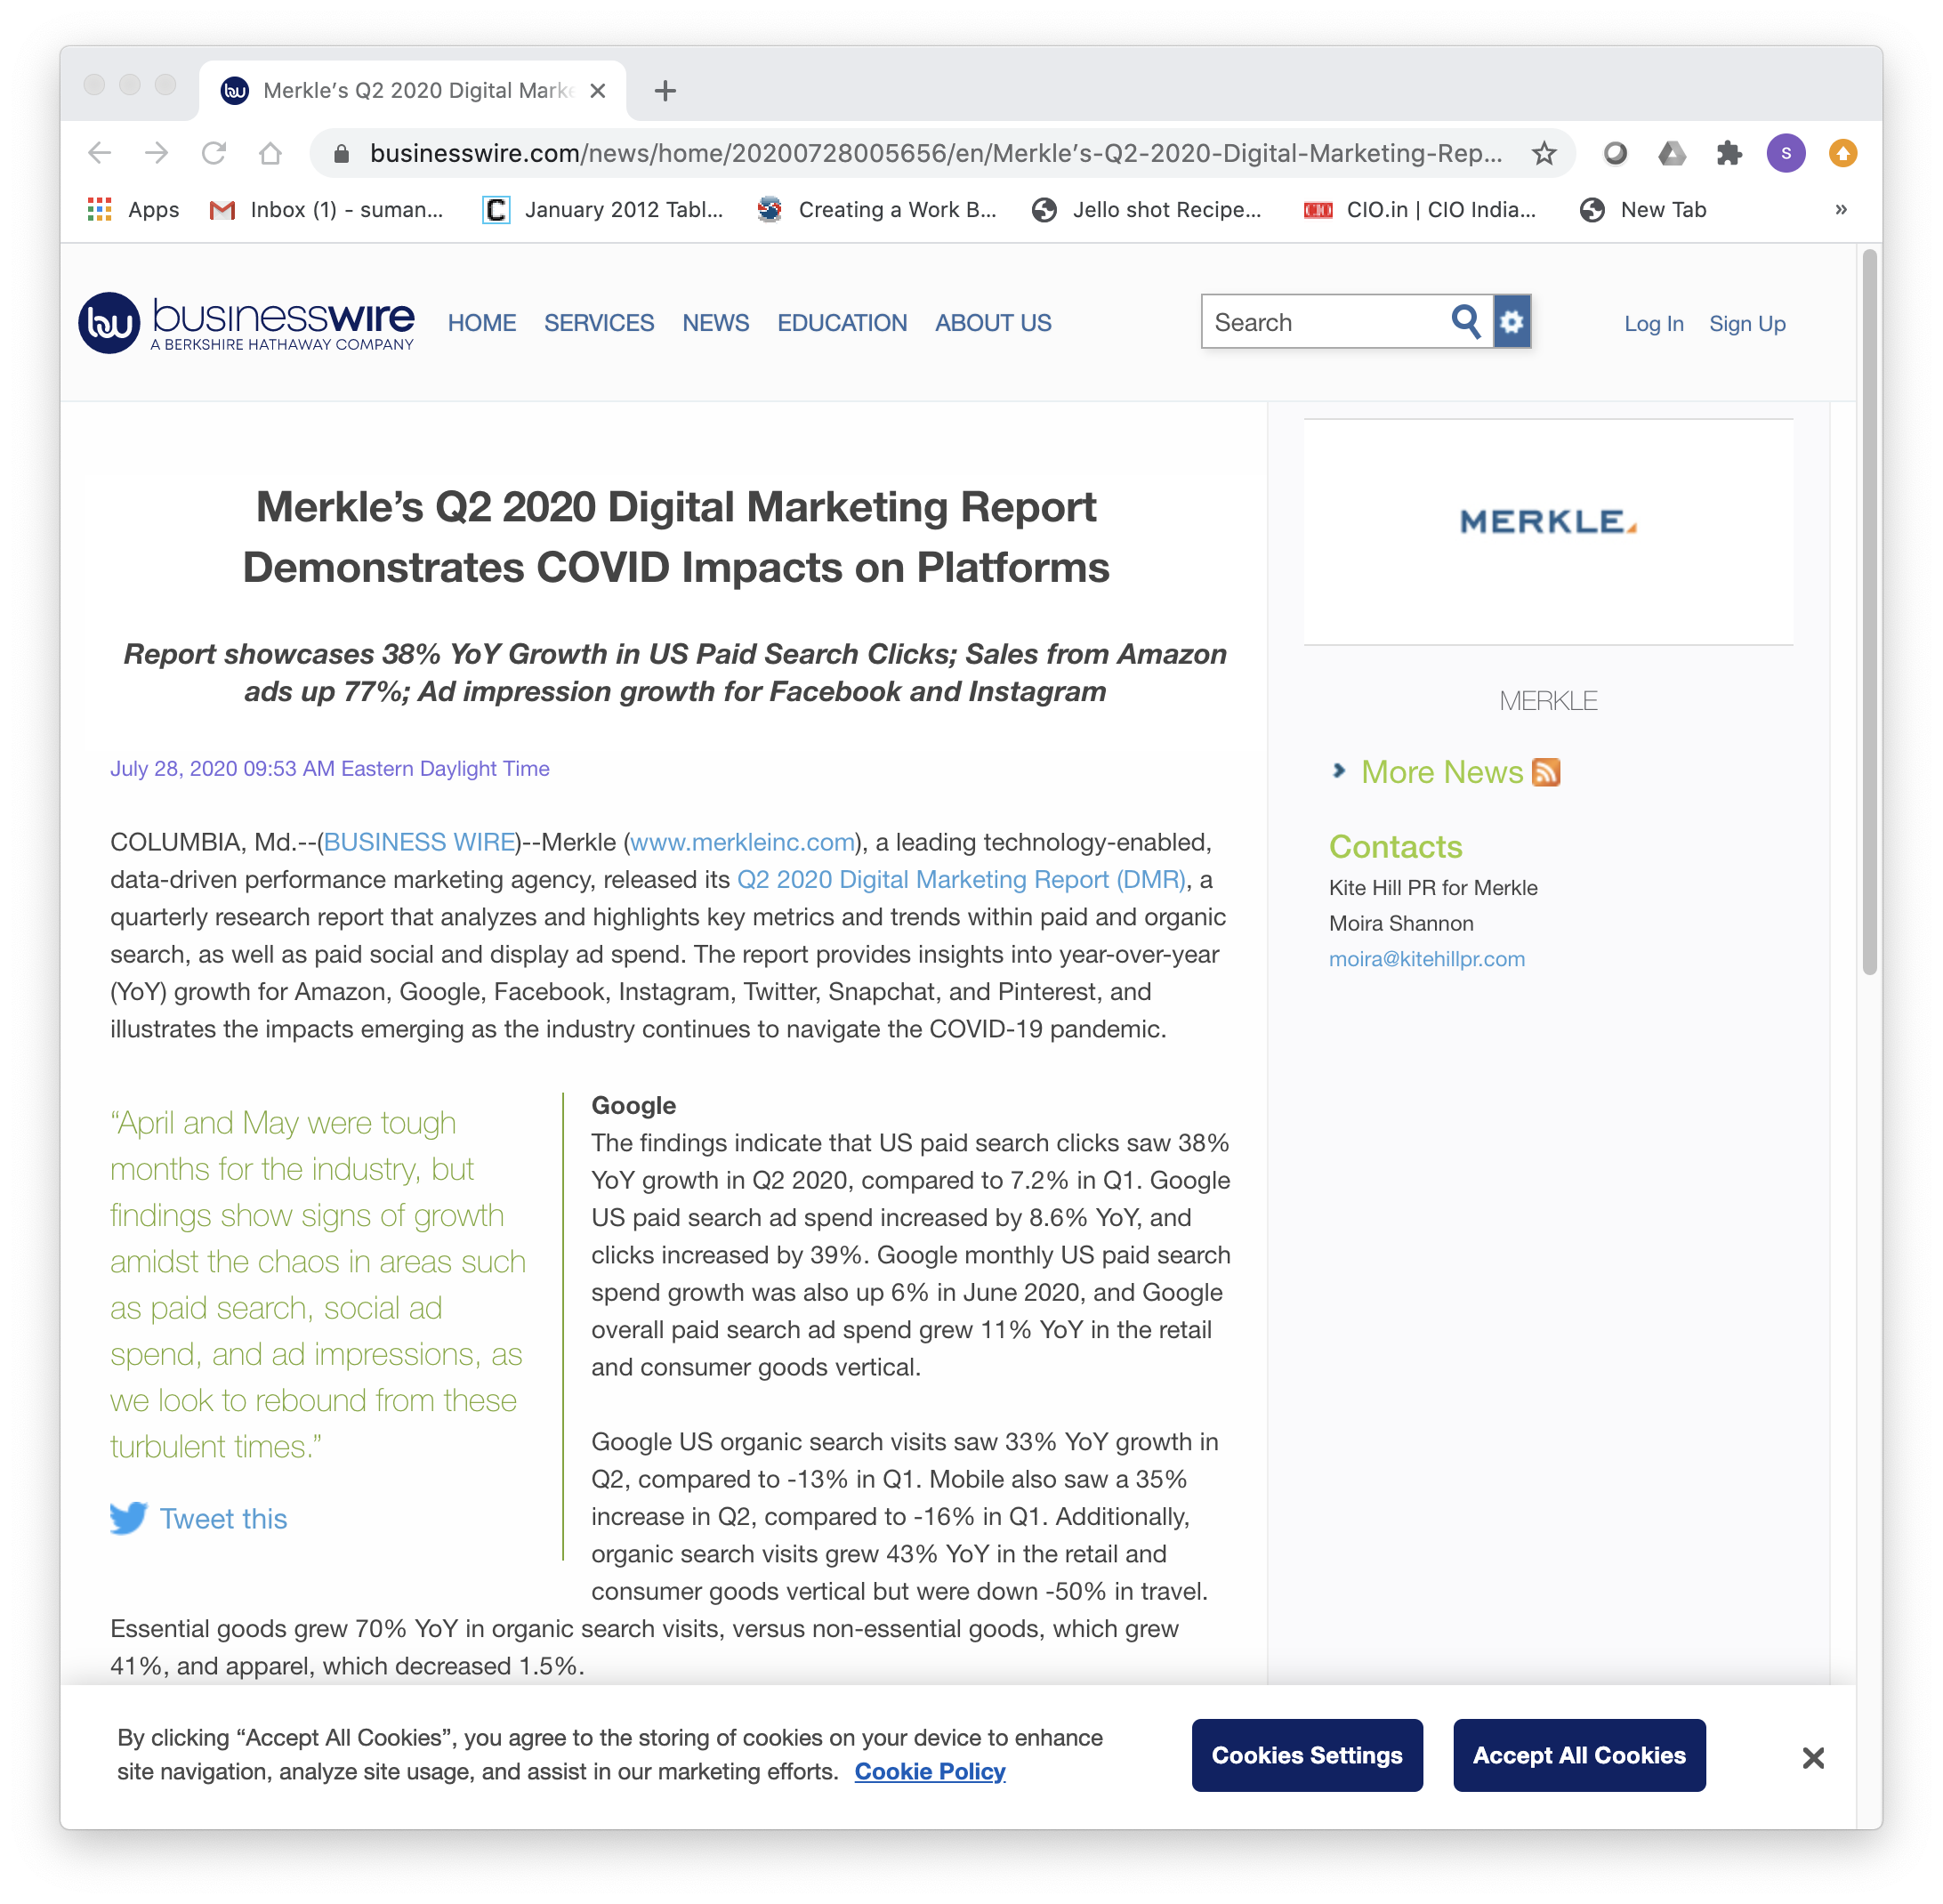 Merkle’s Q2 2020 Digital Marke
businesswire.com/news/home/20200728005656/en/Merkle’s-Q2-2020-Digital-Marketing-Rep...
S
Apps
Inbox (1) - suman...
January 2012 Tabl...
Creating a Work B...
Jello shot Recipe...
CIO.in | CIO India...
New Tab
»
businesswire
A BERKSHIRE HATHAWAY COMPANY
HOME SERVICES NEWS EDUCATION ABOUT US
Search
Log In Sign Up
Merkle’s Q2 2020 Digital Marketing Report
Demonstrates COVID Impacts on Platforms
Report showcases 38% YoY Growth in US Paid Search Clicks; Sales from Amazon
ads up 77%; Ad impression growth for Facebook and Instagram
July 28, 2020 09:53 AM Eastern Daylight Time
COLUMBIA, Md.--(BUSINESS WIRE)--Merkle (www.merkleinc.com), a leading technology-enabled,
data-driven performance marketing agency, released its Q2 2020 Digital Marketing Report (DMR), a
quarterly research report that analyzes and highlights key metrics and trends within paid and organic
search, as well as paid social and display ad spend. The report provides insights into year-over-year
(YoY) growth for Amazon, Google, Facebook, Instagram, Twitter, Snapchat, and Pinterest, and
illustrates the impacts emerging as the industry continues to navigate the COVID-19 pandemic.
“April and May were tough
months for the industry, but
findings show signs of growth
amidst the chaos in areas such
as paid search, social ad
spend, and ad impressions, as
we look to rebound from these
turbulent times.”
Tweet this
Google
The findings indicate that US paid search clicks saw 38%
YoY growth in Q2 2020, compared to 7.2% in Q1. Google
US paid search ad spend increased by 8.6% YoY, and
clicks increased by 39%. Google monthly US paid search
spend growth was also up 6% in June 2020, and Google
overall paid search ad spend grew 11% YoY in the retail
and consumer goods vertical.
Google US organic search visits saw 33% YoY growth in
Q2, compared to -13% in Q1. Mobile also saw a 35%
increase in Q2, compared to -16% in Q1. Additionally,
organic search visits grew 43% YoY in the retail and
consumer goods vertical but were down -50% in travel.
Essential goods grew 70% YoY in organic search visits, versus non-essential goods, which grew
41%, and apparel, which decreased 1.5%.
MERKLE
MERKLE
More News
Contacts
Kite Hill PR for Merkle
Moira Shannon
moira@kitehillpr.com
By clicking “Accept All Cookies”, you agree to the storing of cookies on your device to enhance
site navigation, analyze site usage, and assist in our marketing efforts. Cookie Policy
Cookies Settings
Accept All Cookies